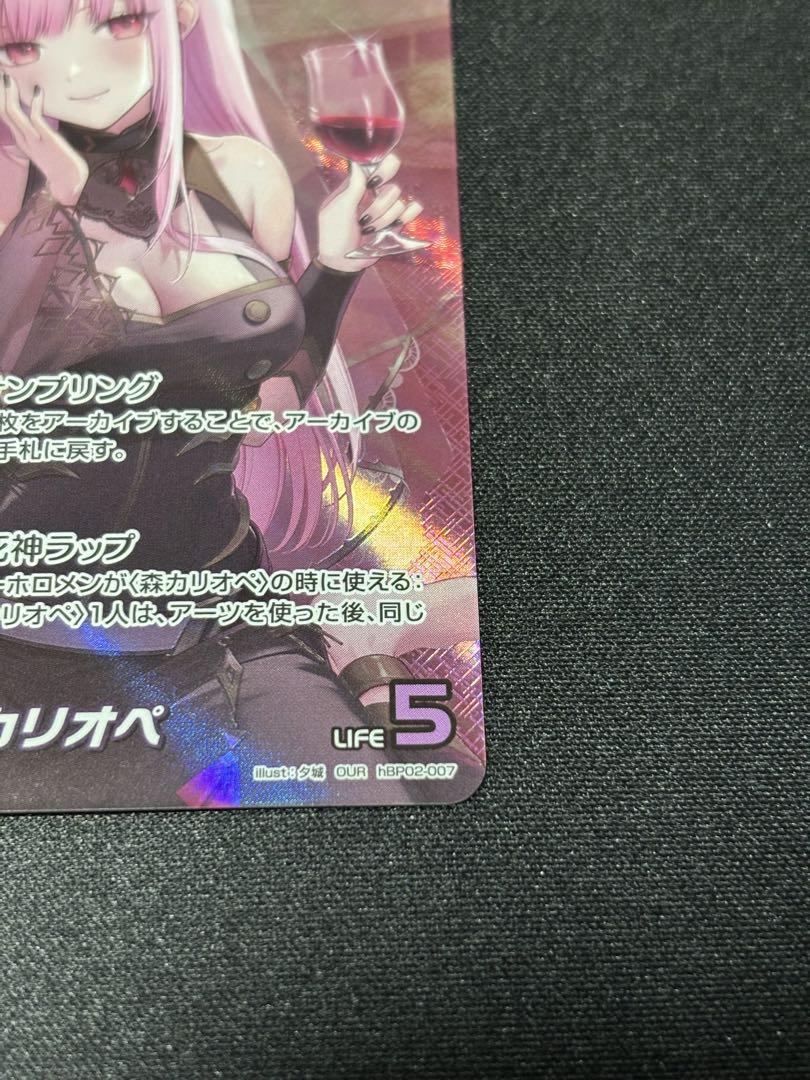 ンプリング
枚をアーカイブすることで、アーカイブの
手札に戻す。
神ラップ
ホロメンが〈森カリオペ〉の時に使える：
リオペ〉1人は、アーツを使った後、同じ
カリオペ
LIFE 5
illust：夕城 OUR hBP02-007